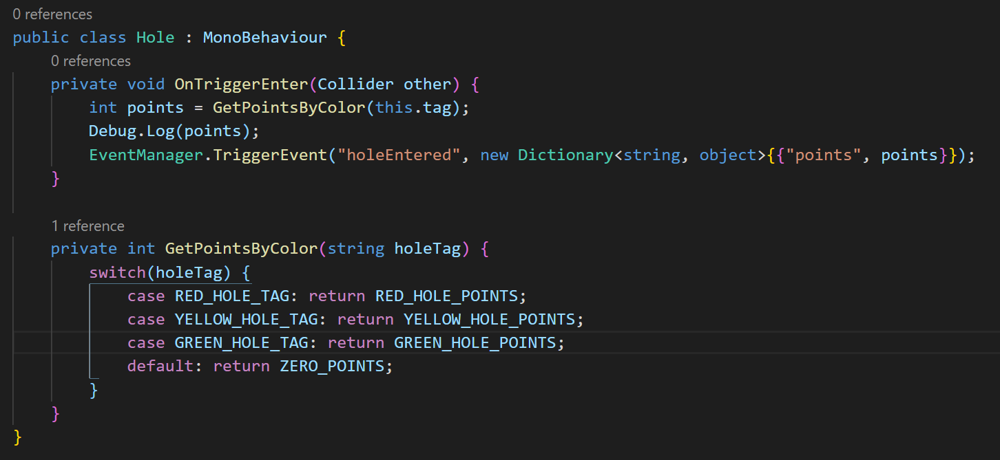 0 references
public class Hole : MonoBehaviour {
0 references
private void OnTriggerEnter(Collider other) {
int points = GetPointsByColor(this.tag);
Debug.Log(points);
EventManager.TriggerEvent("holeEntered", new Dictionary<string, object>{{"points", points}});
}
1 reference
private int GetPointsByColor(string holeTag) {
switch(holeTag) {
case RED_HOLE_TAG: return RED_HOLE_POINTS;
case YELLOW_HOLE_TAG: return YELLOW_HOLE_POINTS;
case GREEN_HOLE_TAG: return GREEN_HOLE_POINTS;
default: return ZERO_POINTS;
}
}
}